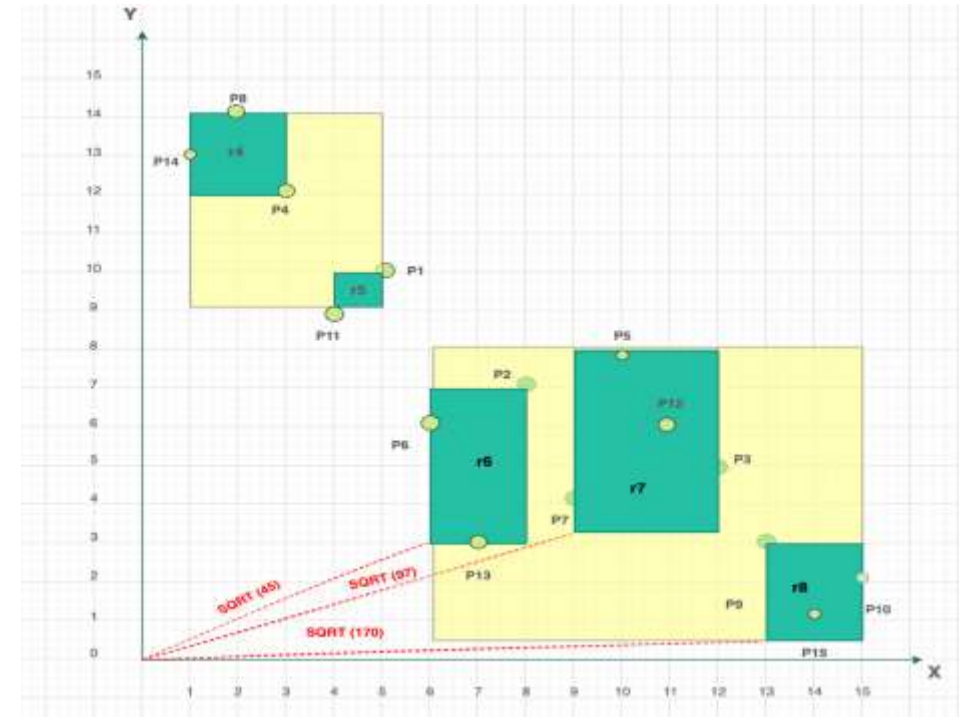 Y
15
P8
14
r4
13
P14
12
P4
11
10
P1
r5
9
P11
8
P5
7
P2
P12
6
P6
r6
5
P3
r7
4
P7
3
P13
SQRT (45)
SQRT (97)
2
r8
P9
P10
1
SQRT (170)
P15
0
X
1 2 3 4 5 6 7 8 9 10 11 12 13 14 15